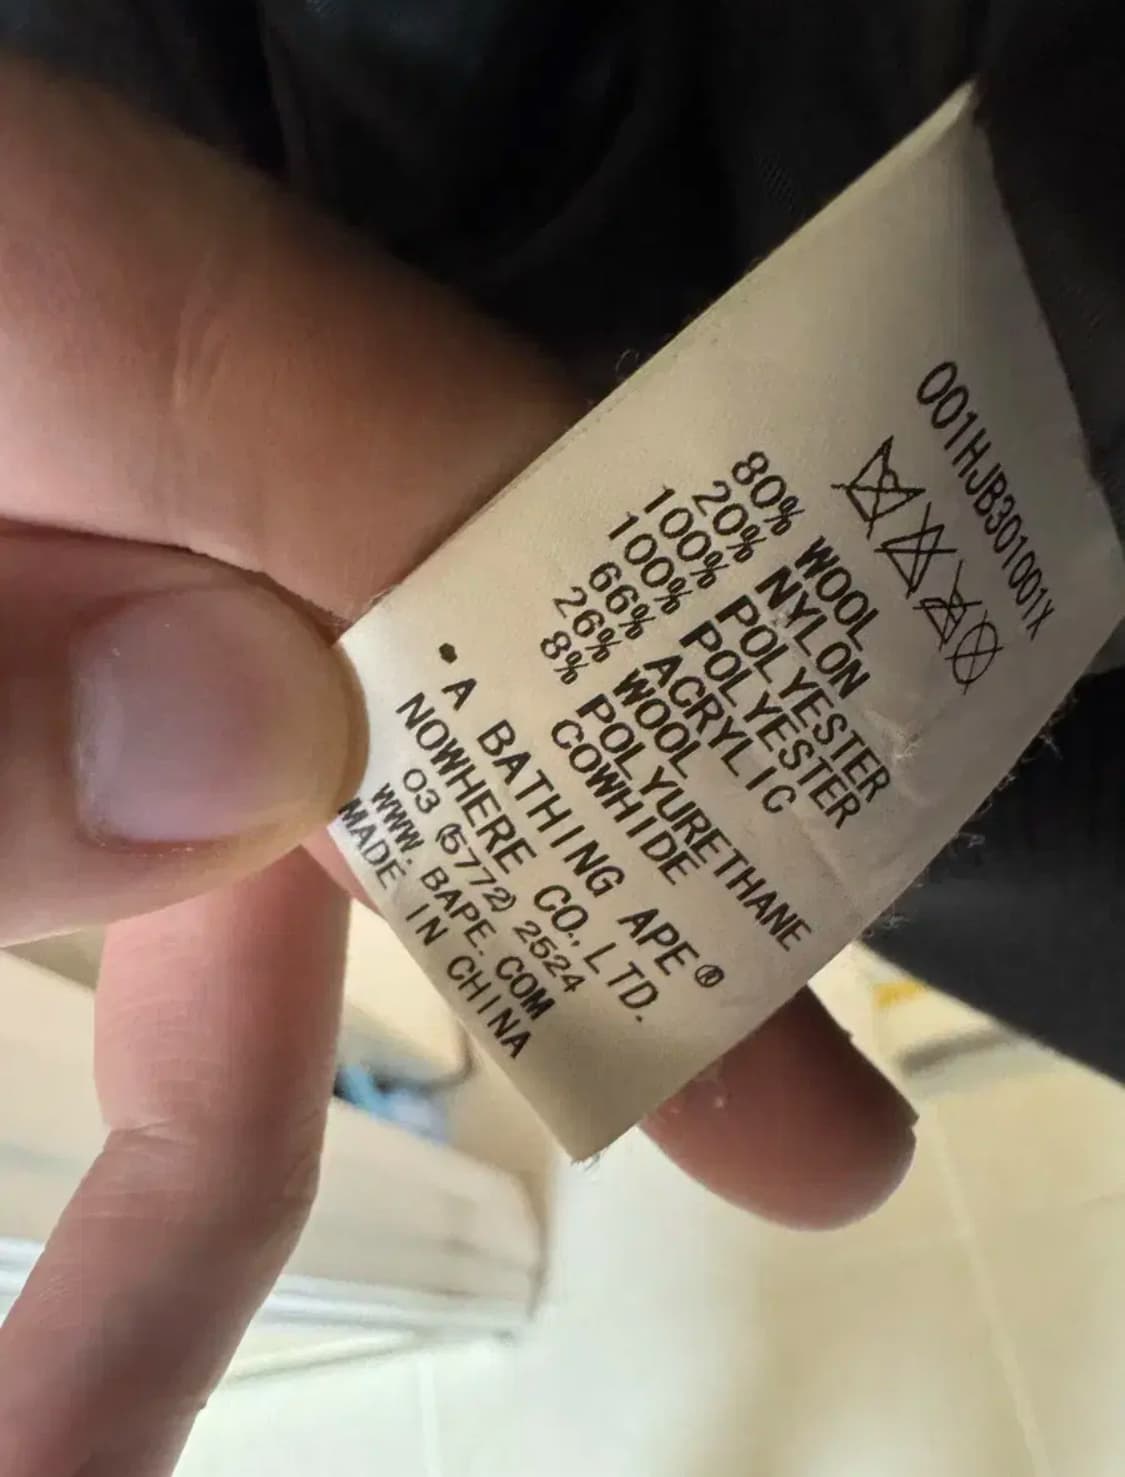 001HJB301001X
80% WOOL
20% NYLON
100% POLYESTER
100% POLYESTER
66% ACRYLIC
26% WOOL
8% POLYURETHANE
COWHIDE
A BATHING APE®
NOWHERE CO., LTD.
03 (5772) 2524
WWW. BAPE. COM
MADE IN CHINA